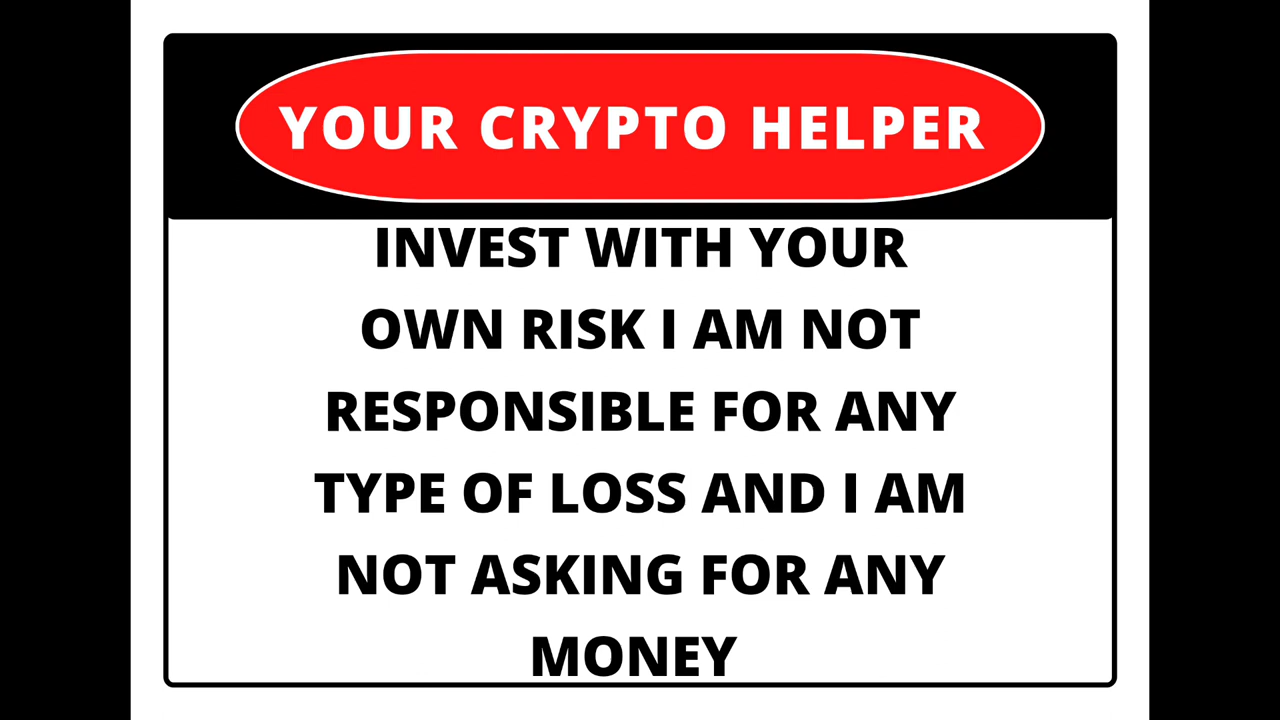 YOUR CRYPTO HELPER
INVEST WITH YOUR
OWN RISK I AM NOT
RESPONSIBLE FOR ANY
TYPE OF LOSS AND I AM
NOT ASKING FOR ANY
MONEY